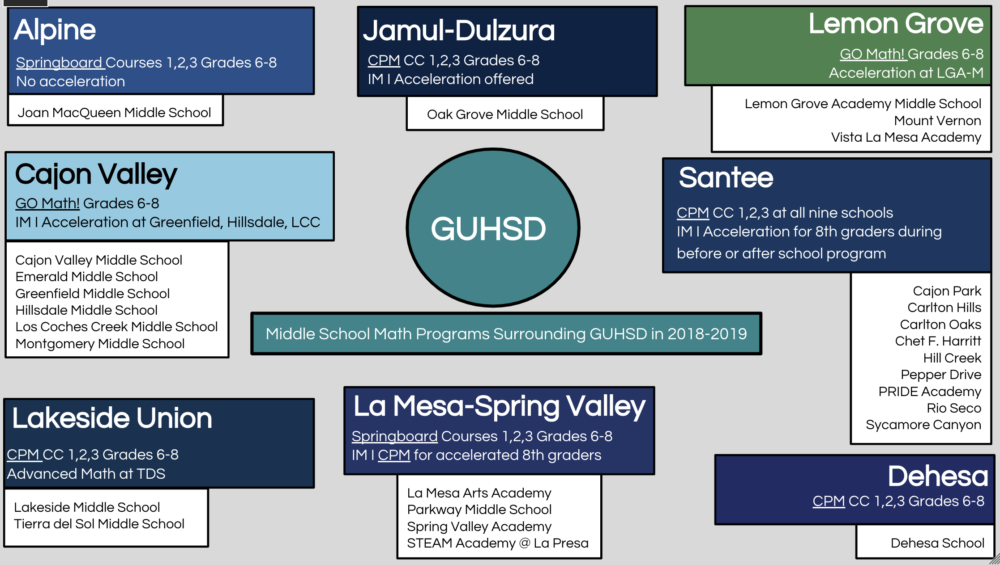 Alpine
Springboard Courses 1,2,3 Grades 6-8
No acceleration
Joan MacQueen Middle School
Jamul-Dulzura
CPM CC 1,2,3 Grades 6-8
IM I Acceleration offered
Oak Grove Middle School
Lemon Grove
GO Math! Grades 6-8
Acceleration at LGA-M
Lemon Grove Academy Middle School
Mount Vernon
Vista La Mesa Academy
Cajon Valley
GO Math! Grades 6-8
IM I Acceleration at Greenfield, Hillsdale, LCC
Cajon Valley Middle School
Emerald Middle School
Greenfield Middle School
Hillsdale Middle School
Los Coches Creek Middle School
Montgomery Middle School
GUHSD
Middle School Math Programs Surrounding GUHSD in 2018-2019
Santee
CPM CC 1,2,3 at all nine schools
IM I Acceleration for 8th graders during
before or after school program
Cajon Park
Carlton Hills
Carlton Oaks
Chet F. Harritt
Hill Creek
Pepper Drive
PRIDE Academy
Rio Seco
Sycamore Canyon
Lakeside Union
CPM CC 1,2,3 Grades 6-8
Advanced Math at TDS
Lakeside Middle School
Tierra del Sol Middle School
La Mesa-Spring Valley
Springboard Courses 1,2,3 Grades 6-8
IM I CPM for accelerated 8th graders
La Mesa Arts Academy
Parkway Middle School
Spring Valley Academy
STEAM Academy @ La Presa
Dehesa
CPM CC 1,2,3 Grades 6-8
Dehesa School